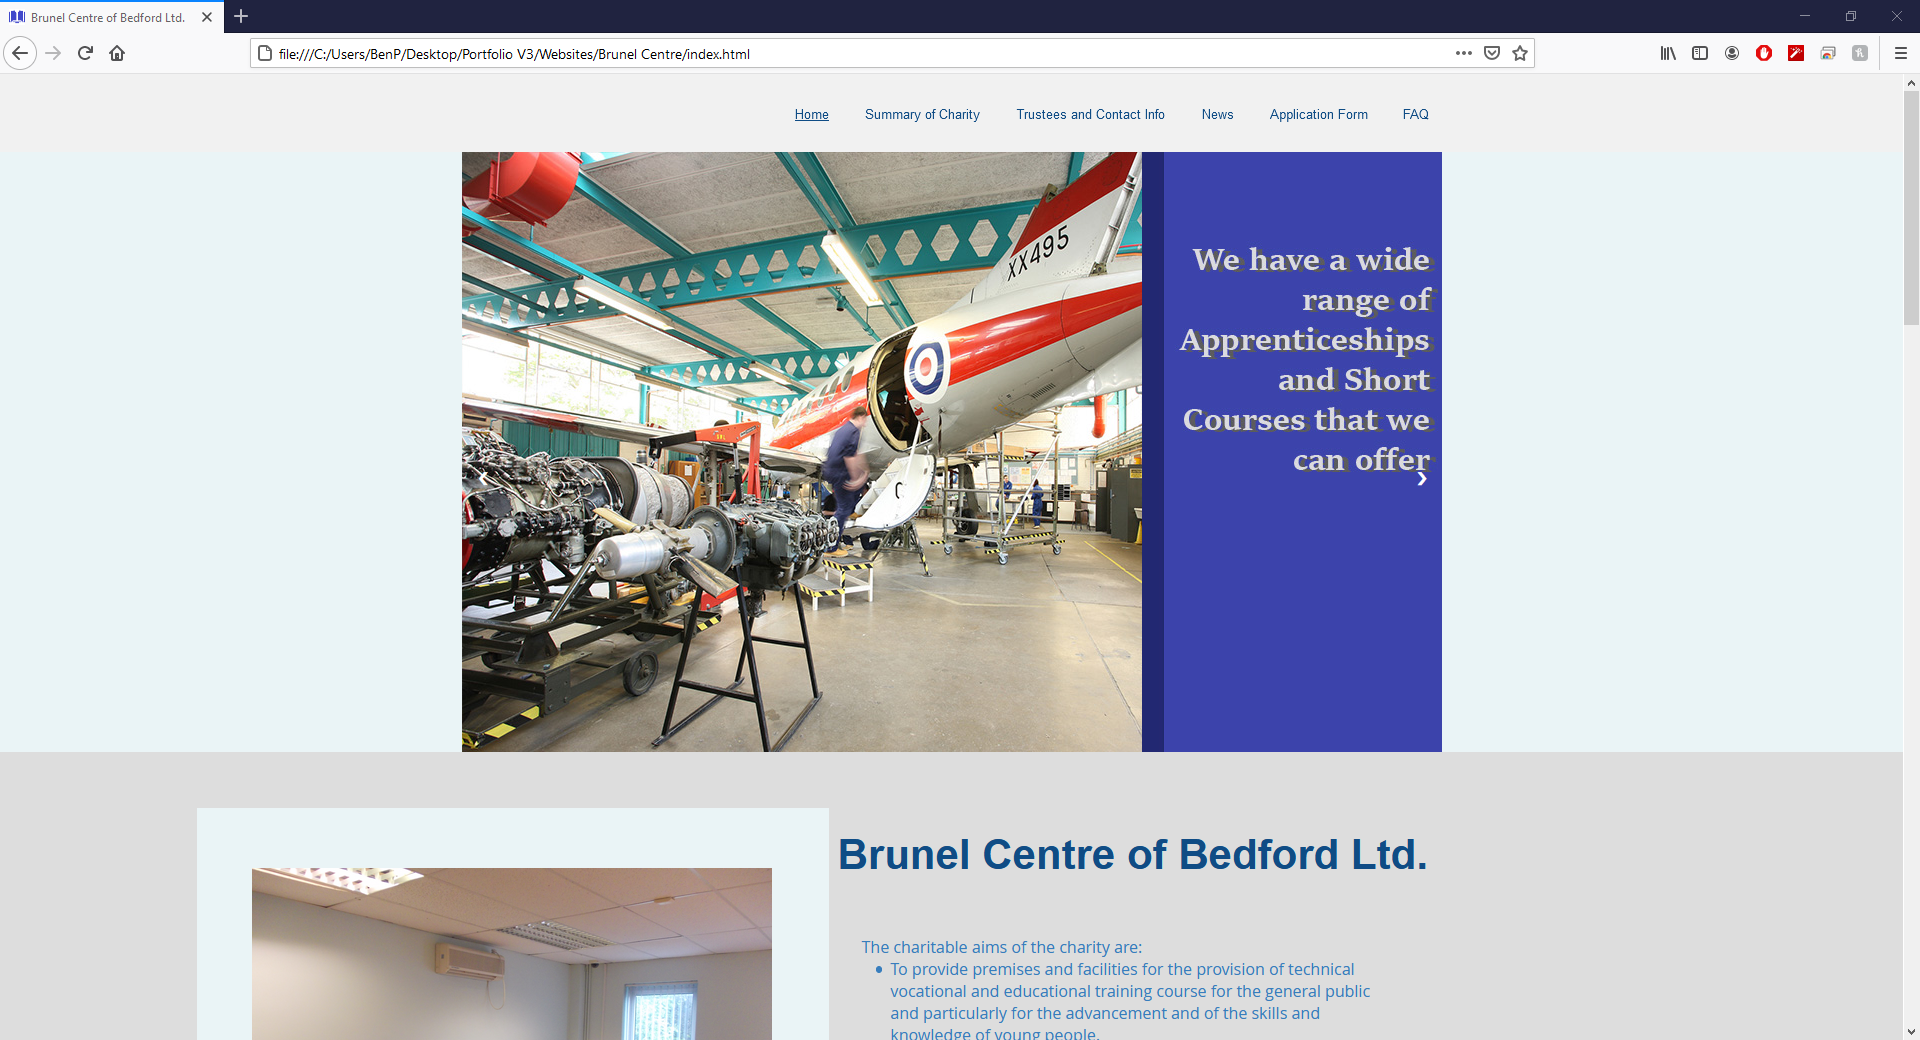 Brunel Centre of Bedford Ltd.
file:///C:/Users/BenP/Desktop/Portfolio V3/Websites/Brunel Centre/index.html
Home Summary of Charity Trustees and Contact Info News Application Form FAQ
XX495
We have a wide
range of
Apprenticeships
and Short
Courses that we
can offer
Brunel Centre of Bedford Ltd.
The charitable aims of the charity are:
• To provide premises and facilities for the provision of technical
vocational and educational training course for the general public
and particularly for the advancement and of the skills and
knowledge of young people.